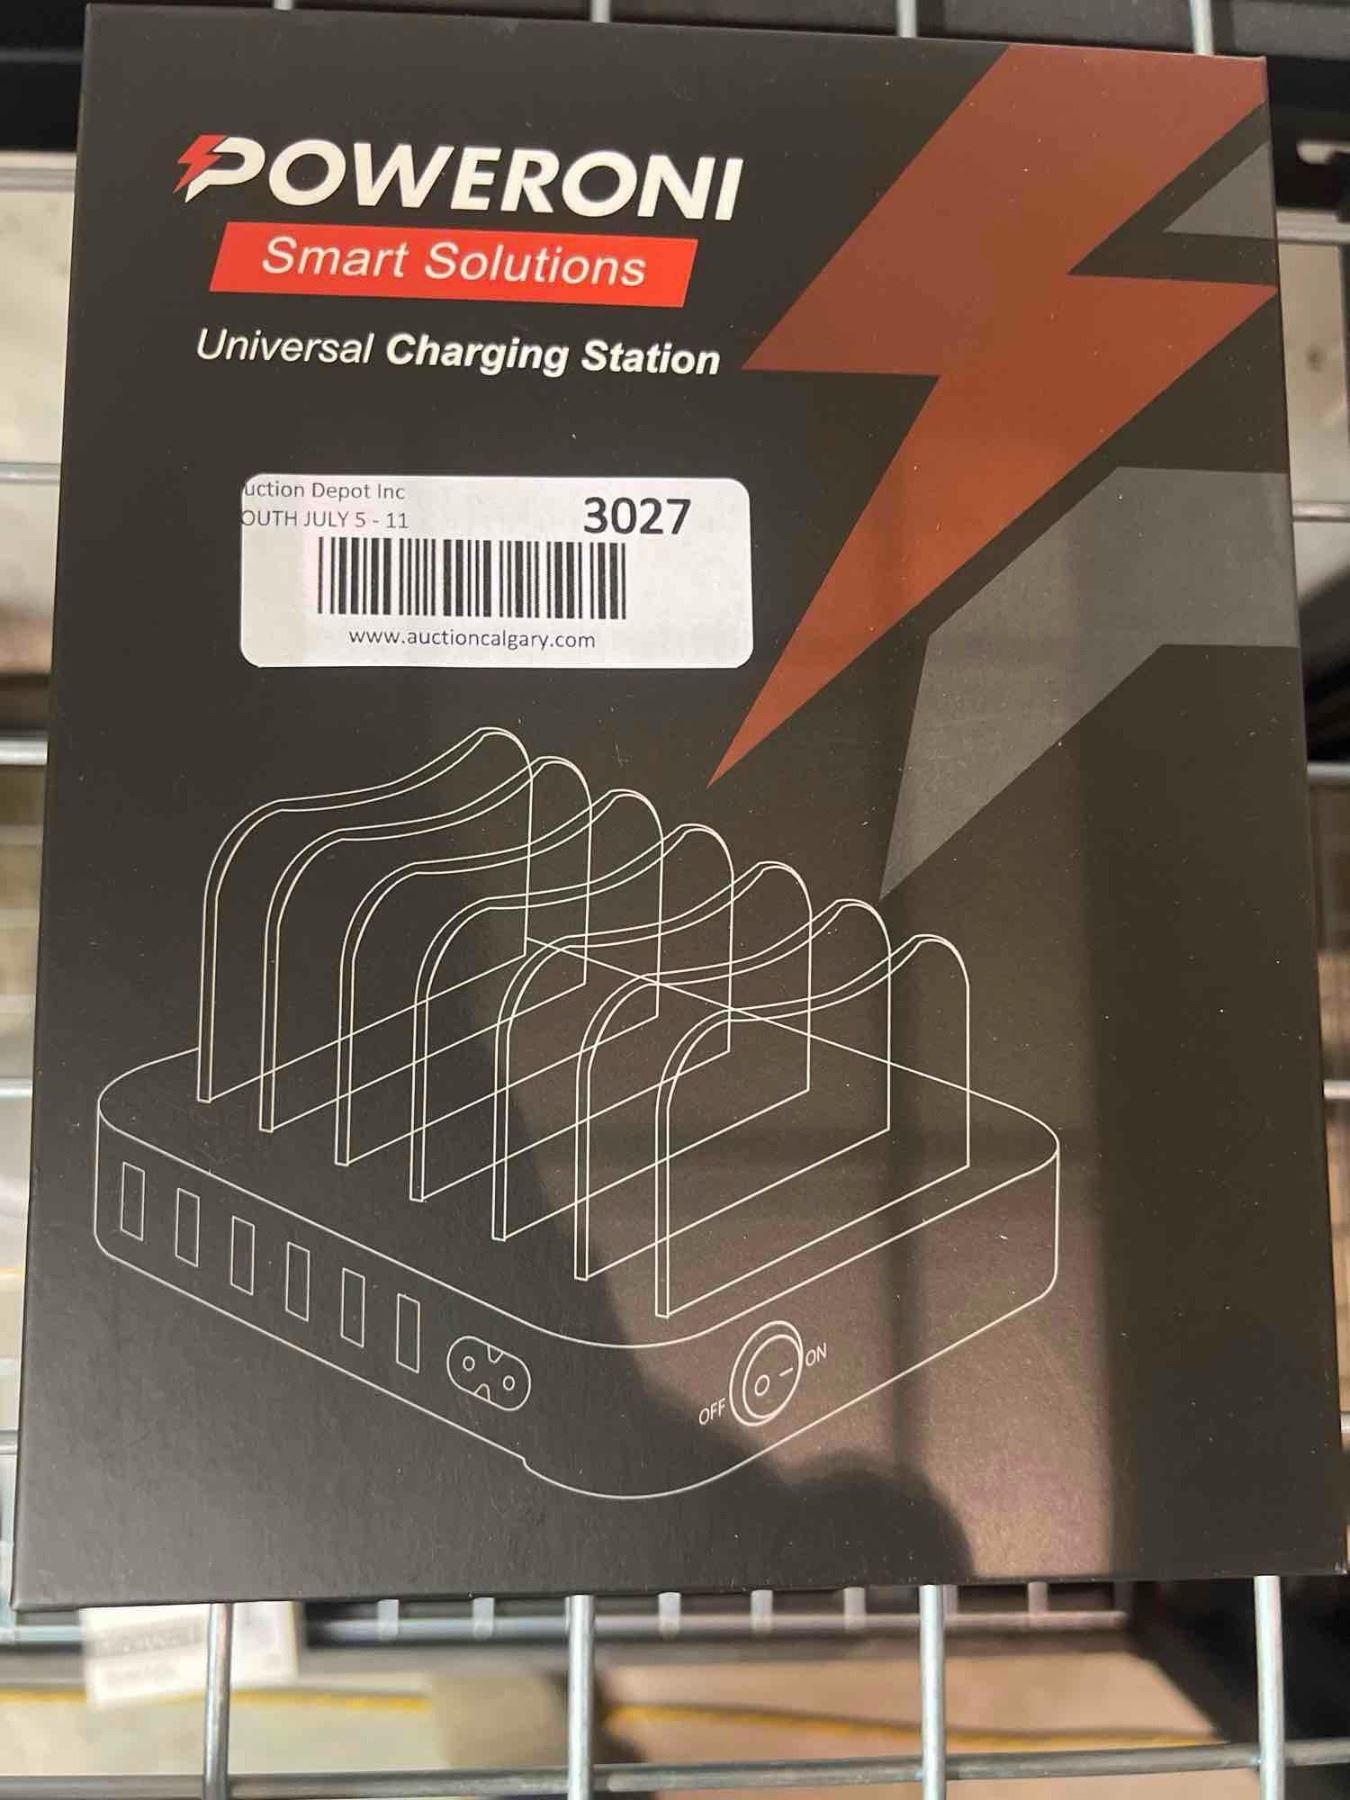 POWERONI
Smart Solutions
Universal Charging Station
uction Depot Inc
OUTH JULY 5 - 11
3027
www.auctioncalgary.com
ON
OFF